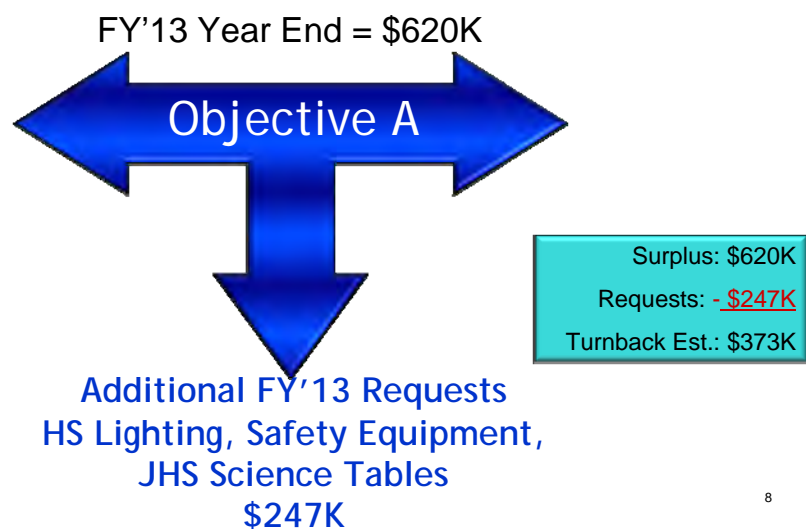 FY’13 Year End = $620K
Objective A
Surplus: $620K
Requests: - $247K
Turnback Est.: $373K
Additional FY’13 Requests
HS Lighting, Safety Equipment,
JHS Science Tables
$247K
8